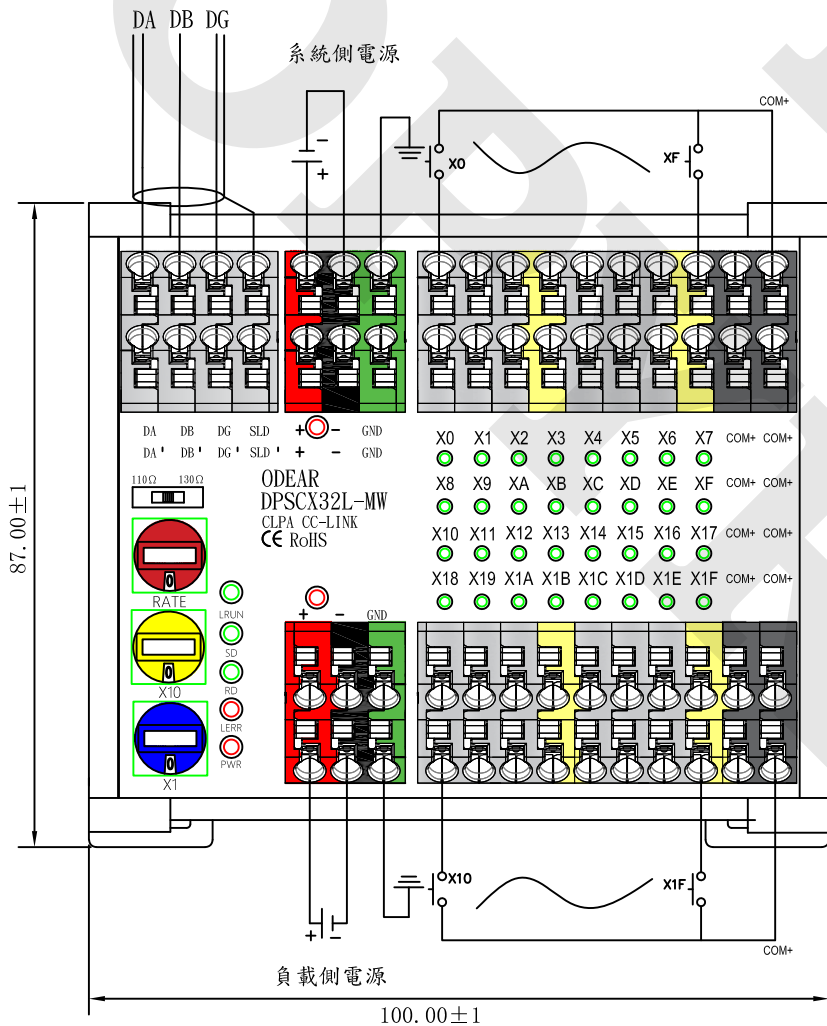 DA DB DG
系統側電源
COM+
- +
X0 XF
DA DB DG SLD + - GND
DA' DB' DG' SLD' + - GND
X0 X1 X2 X3 X4 X5 X6 X7 COM+ COM+
X8 X9 XA XB XC XD XE XF COM+ COM+
X10 X11 X12 X13 X14 X15 X16 X17 COM+ COM+
X18 X19 X1A X1B X1C X1D X1E X1F COM+ COM+
110Ω 130Ω
ODEAR
DPSCX32L-MW
CLPA CC-LINK
CE RoHS
RATE
X10
X1
LRUN
SD
RD
LERR
PWR
+ - GND
X10 X1F
+ -
COM+
負載側電源
87.00±1
100.00±1